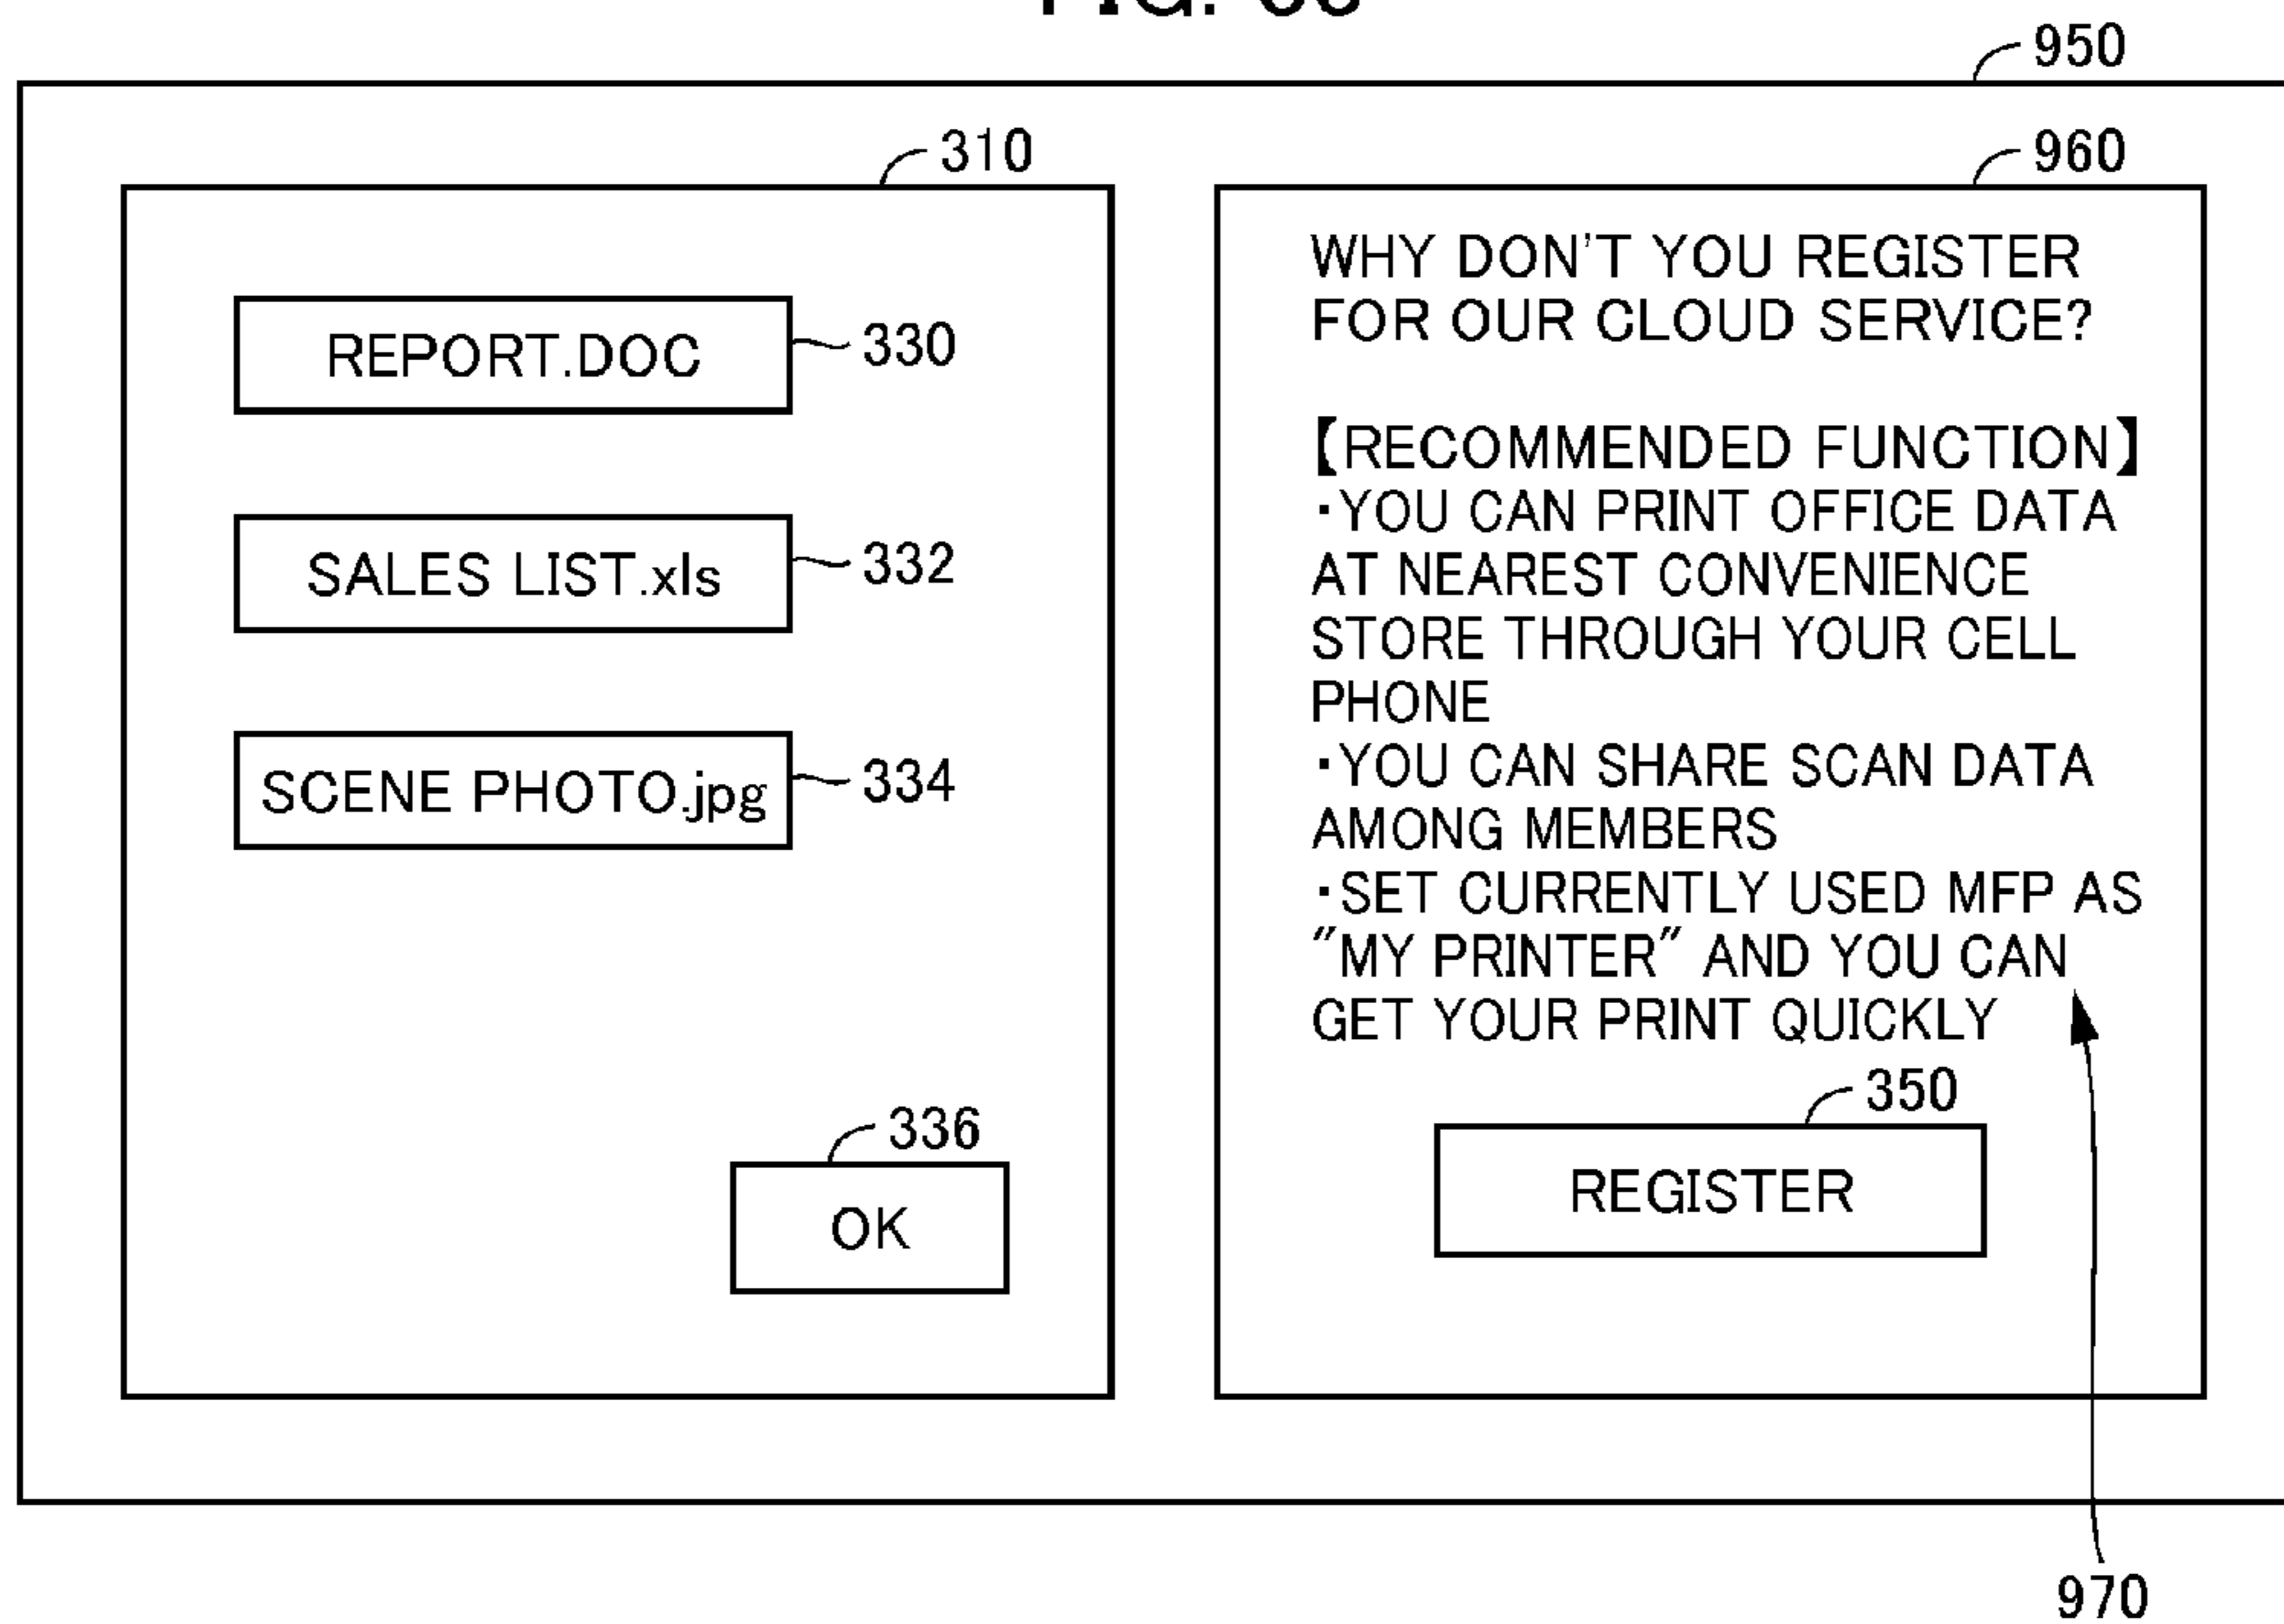 950
310
REPORT.DOC
330
SALES LIST.xls
332
SCENE PHOTO.jpg
334
336
OK
960
WHY DON'T YOU REGISTER
FOR OUR CLOUD SERVICE?
【RECOMMENDED FUNCTION】
・YOU CAN PRINT OFFICE DATA
AT NEAREST CONVENIENCE
STORE THROUGH YOUR CELL
PHONE
・YOU CAN SHARE SCAN DATA
AMONG MEMBERS
・SET CURRENTLY USED MFP AS
"MY PRINTER" AND YOU CAN
GET YOUR PRINT QUICKLY
350
REGISTER
970